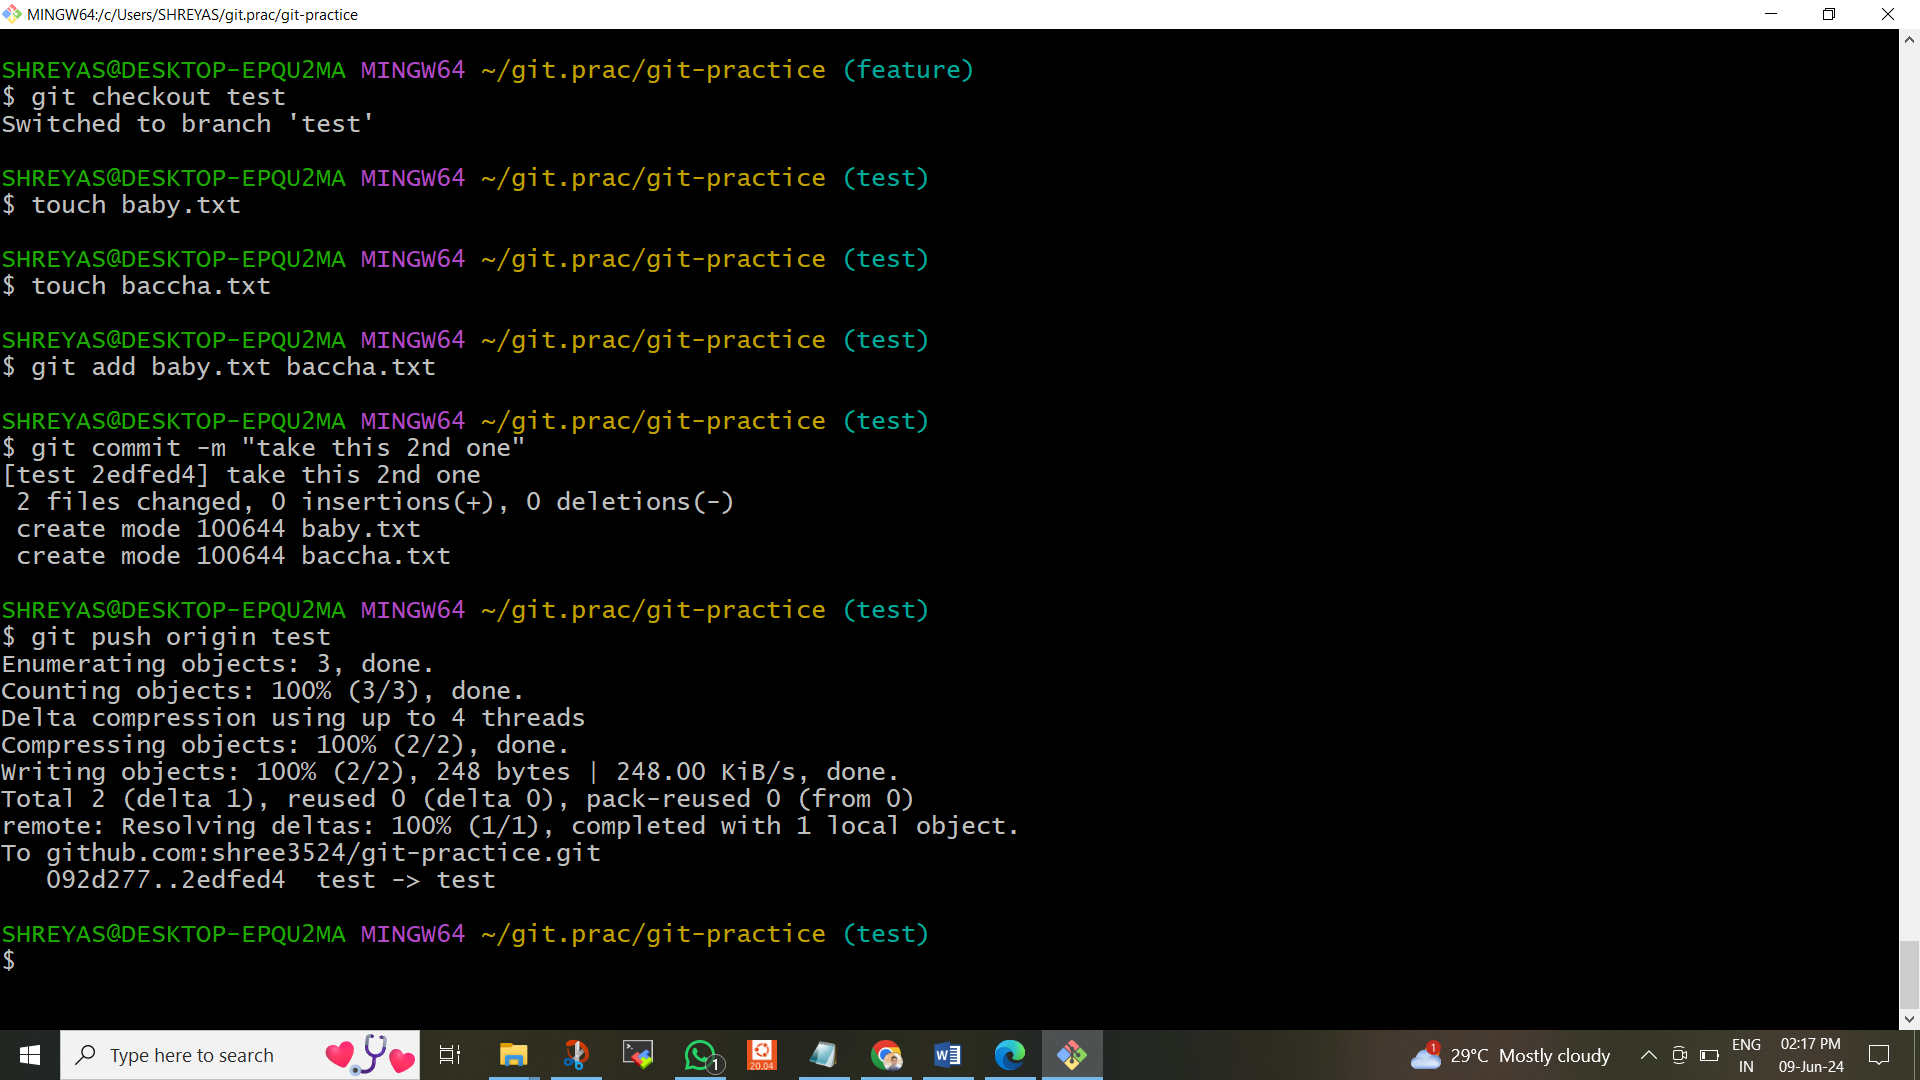 MINGW64:/c/Users/SHREYAS/git.prac/git-practice
SHREYAS@DESKTOP-EPQU2MA MINGW64 ~/git.prac/git-practice (feature)
$ git checkout test
Switched to branch 'test'
SHREYAS@DESKTOP-EPQU2MA MINGW64 ~/git.prac/git-practice (test)
$ touch baby.txt
SHREYAS@DESKTOP-EPQU2MA MINGW64 ~/git.prac/git-practice (test)
$ touch baccha.txt
SHREYAS@DESKTOP-EPQU2MA MINGW64 ~/git.prac/git-practice (test)
$ git add baby.txt baccha.txt
SHREYAS@DESKTOP-EPQU2MA MINGW64 ~/git.prac/git-practice (test)
$ git commit -m "take this 2nd one"
[test 2edfed4] take this 2nd one
 2 files changed, 0 insertions(+), 0 deletions(-)
 create mode 100644 baby.txt
 create mode 100644 baccha.txt
SHREYAS@DESKTOP-EPQU2MA MINGW64 ~/git.prac/git-practice (test)
$ git push origin test
Enumerating objects: 3, done.
Counting objects: 100% (3/3), done.
Delta compression using up to 4 threads
Compressing objects: 100% (2/2), done.
Writing objects: 100% (2/2), 248 bytes | 248.00 KiB/s, done.
Total 2 (delta 1), reused 0 (delta 0), pack-reused 0 (from 0)
remote: Resolving deltas: 100% (1/1), completed with 1 local object.
To github.com:shree3524/git-practice.git
   092d277..2edfed4  test -> test
SHREYAS@DESKTOP-EPQU2MA MINGW64 ~/git.prac/git-practice (test)
$
Type here to search
1
20.04
W
1
29°C Mostly cloudy
ENG
IN
02:17 PM
09-Jun-24